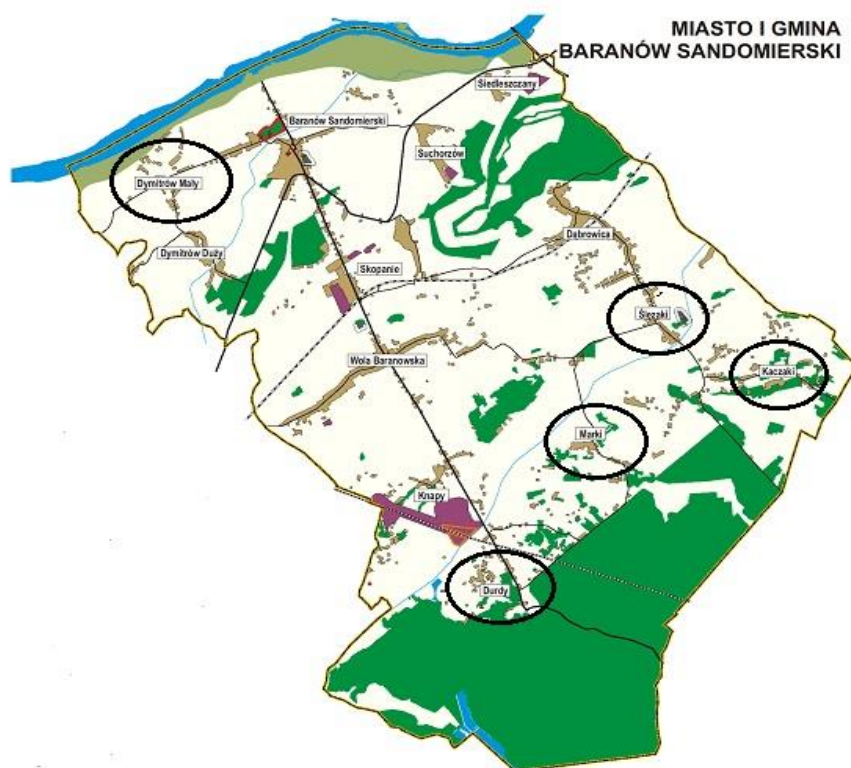 MIASTO I GMINA
BARANÓW SANDOMIERSKI
Siedleszczany
Baranów Sandomierski
Suchorzów
Dymitrów Mały
Dąbrowica
Dymitrów Duży
Skopanie
Ślęzaki
Wola Baranowska
Kaczaki
Marki
Knapy
Durdy